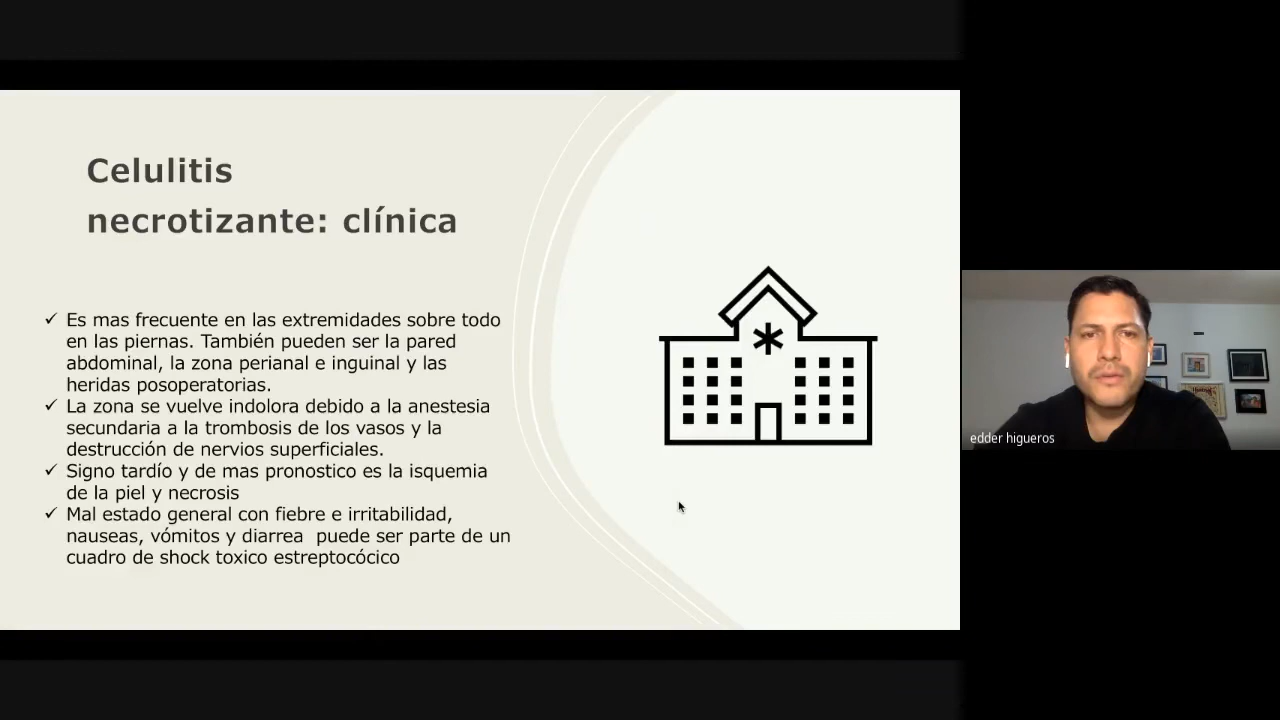 Celulitis
necrotizante: clínica
✓ Es mas frecuente en las extremidades sobre todo
en las piernas. También pueden ser la pared
abdominal, la zona perianal e inguinal y las
heridas posoperatorias.
✓ La zona se vuelve indolora debido a la anestesia
secundaria a la trombosis de los vasos y la
destrucción de nervios superficiales.
✓ Signo tardío y de mas pronostico es la isquemia
de la piel y necrosis
✓ Mal estado general con fiebre e irritabilidad,
nauseas, vómitos y diarrea  puede ser parte de un
cuadro de shock toxico estreptocócico
edder higueros